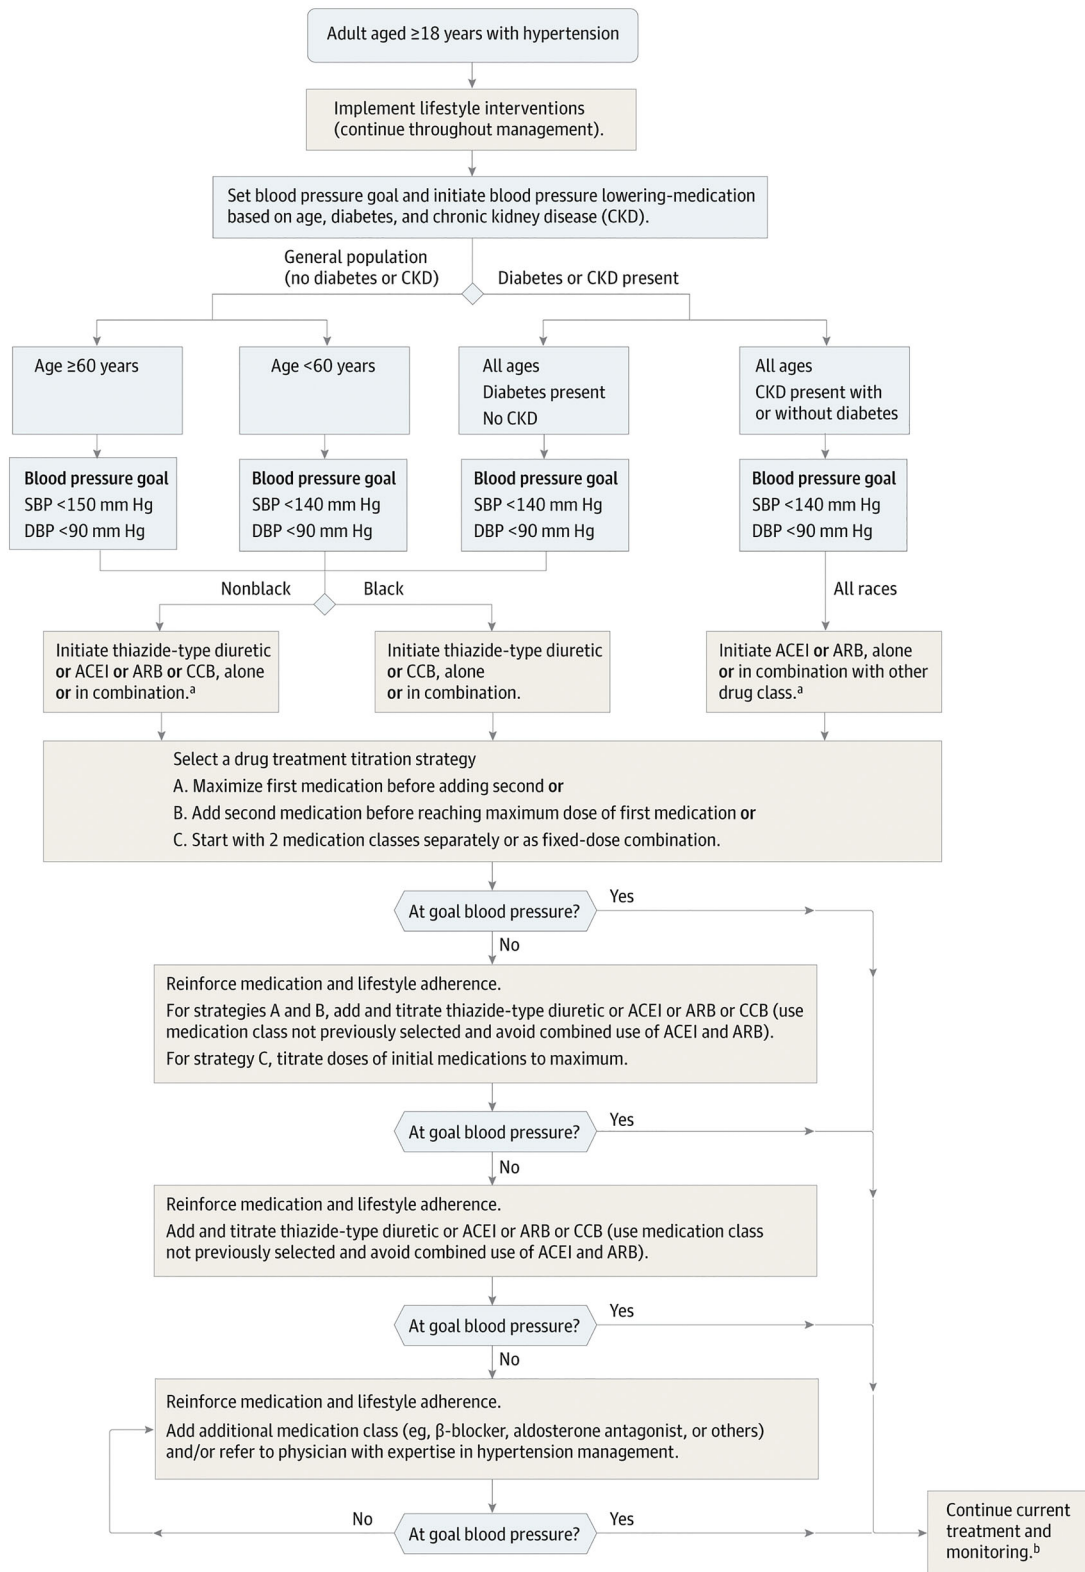 Adult aged ≥18 years with hypertension
Implement lifestyle interventions
(continue throughout management).
Set blood pressure goal and initiate blood pressure lowering-medication
based on age, diabetes, and chronic kidney disease (CKD).
General population
(no diabetes or CKD)
Diabetes or CKD present
Age ≥60 years
Age <60 years
All ages
Diabetes present
No CKD
All ages
CKD present with
or without diabetes
Blood pressure goal
SBP <150 mm Hg
DBP <90 mm Hg
Blood pressure goal
SBP <140 mm Hg
DBP <90 mm Hg
Blood pressure goal
SBP <140 mm Hg
DBP <90 mm Hg
Blood pressure goal
SBP <140 mm Hg
DBP <90 mm Hg
Nonblack
Black
All races
Initiate thiazide-type diuretic
or ACEI or ARB or CCB, alone
or in combination.ᵃ
Initiate thiazide-type diuretic
or CCB, alone
or in combination.
Initiate ACEI or ARB, alone
or in combination with other
drug class.ᵃ
Select a drug treatment titration strategy
A. Maximize first medication before adding second or
B. Add second medication before reaching maximum dose of first medication or
C. Start with 2 medication classes separately or as fixed-dose combination.
At goal blood pressure?
Yes
No
Reinforce medication and lifestyle adherence.
For strategies A and B, add and titrate thiazide-type diuretic or ACEI or ARB or CCB (use
medication class not previously selected and avoid combined use of ACEI and ARB).
For strategy C, titrate doses of initial medications to maximum.
At goal blood pressure?
Yes
No
Reinforce medication and lifestyle adherence.
Add and titrate thiazide-type diuretic or ACEI or ARB or CCB (use medication class
not previously selected and avoid combined use of ACEI and ARB).
At goal blood pressure?
Yes
No
Reinforce medication and lifestyle adherence.
Add additional medication class (eg, β-blocker, aldosterone antagonist, or others)
and/or refer to physician with expertise in hypertension management.
No
At goal blood pressure?
Yes
Continue current
treatment and
monitoring.ᵇ